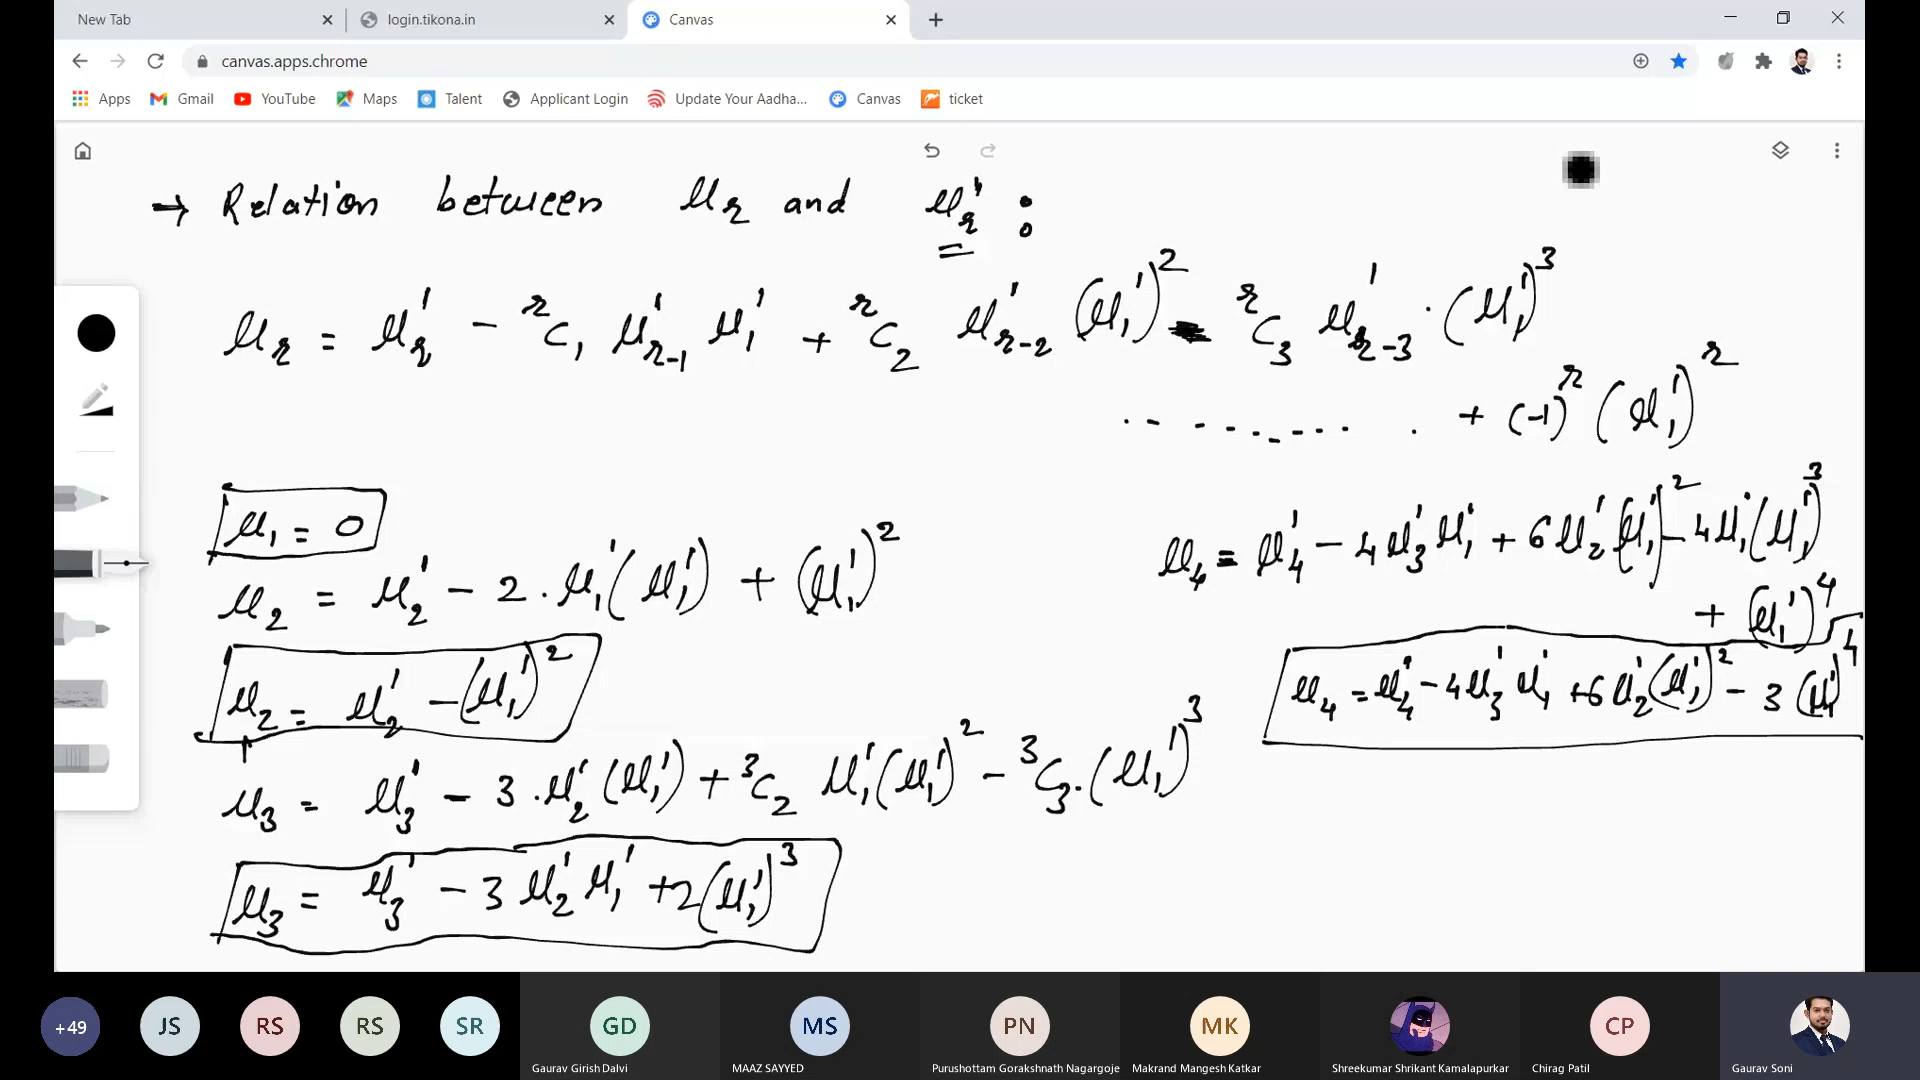 New Tab
login.tikona.in
Canvas
canvas.apps.chrome
Apps Gmail YouTube Maps Talent Applicant Login Update Your Aadha... Canvas ticket
→ Relation between μr and μr' :
μr = μr' - ʳC₁ μ'r-1 μ₁' + ʳC₂ μ'r-2 (μ₁')² - ʳC₃ μ'r-3 · (μ₁')³
. . . . . . . . . . . + (-1)ʳ (μ₁')ʳ
μ₁ = 0
μ₂ = μ₂' - 2 · μ₁' (μ₁') + (μ₁')²
μ₂ = μ₂' - (μ₁')²
μ₃ = μ₃' - 3 · μ₂' (μ₁') + ³C₂ μ₁' (μ₁')² - ³C₃ · (μ₁')³
μ₃ = μ₃' - 3 μ₂' μ₁' + 2 (μ₁')³
μ₄ = μ₄' - 4 μ₃' μ₁' + 6 μ₂' (μ₁')² - 4 μ₁' (μ₁')³
+ (μ₁')⁴
μ₄ = μ₄' - 4 μ₃' μ₁' + 6 μ₂' (μ₁')² - 3 (μ₁')⁴
+49 JS RS RS SR GD MS PN MK CP
Gaurav Girish Dalvi
MAAZ SAYYED
Purushottam Gorakshnath Nagargoje
Makrand Mangesh Katkar
Shreekumar Shrikant Kamalapurkar
Chirag Patil
Gaurav Soni